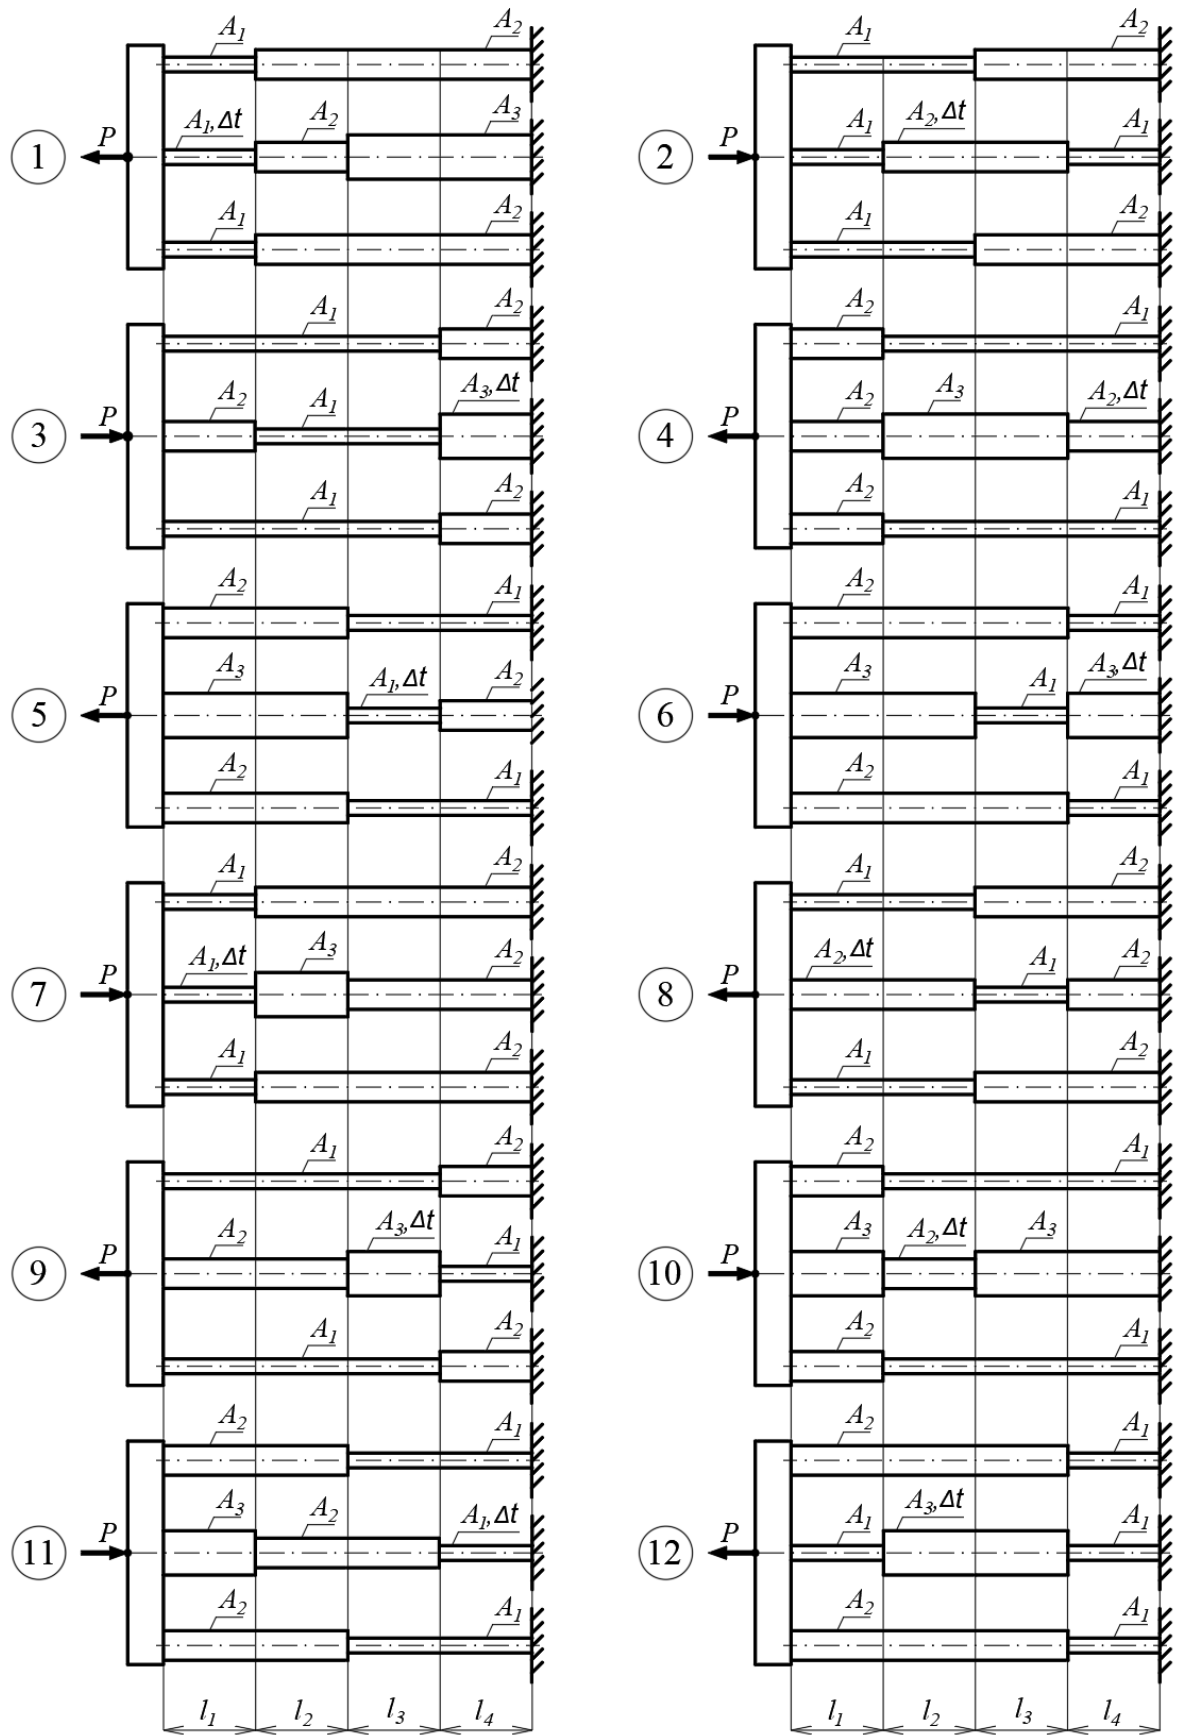 A1 A2 A1 A2
1 P A1,Δt A2 A3 2 P A1 A2,Δt A1
A1 A2 A1 A2
A1 A2 A2 A1
3 P A2 A1 A3,Δt 4 P A2 A3 A2,Δt
A1 A2 A2 A1
A2 A1 A2 A1
5 P A3 A1,Δt A2 6 P A3 A1 A3,Δt
A2 A1 A2 A1
A1 A2 A1 A2
7 P A1,Δt A3 A2 8 P A2,Δt A1 A2
A1 A2 A1 A2
A1 A2 A2 A1
9 P A2 A3,Δt A1 10 P A3 A2,Δt A3
A1 A2 A2 A1
A2 A1 A2 A1
11 P A3 A2 A1,Δt 12 P A1 A3,Δt A1
A2 A1 A2 A1
l1 l2 l3 l4 l1 l2 l3 l4